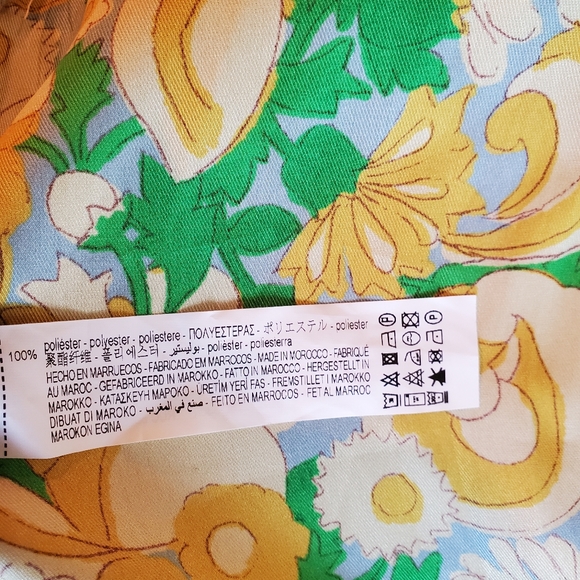 100% poliéster - polyester - poliestere - ΠΟΛΥΕΣΤΕΡΑΣ - ポリエステル - poliester
聚酯纤维 - 폴리에스터 - بوليستير - poliéster - poliesterra
HECHO EN MARRUECOS - FABRICADO EM MARROCOS - MADE IN MOROCCO - FABRIQUÉ
AU MAROC - GEFABRICEERD IN MAROKKO - FATTO IN MAROCCO - HERGESTELLT IN
MAROKKO - ΚΑΤΑΣΚΕΥΗ ΜΑΡΟΚΟ - URETİM YERİ FAS - FREMSTILLET I MAROKKO
DIBUAT DI MAROKO - صنع في المغرب - FEITO EN MARROCOS - FET AL MARROC
MAROKON EGINA